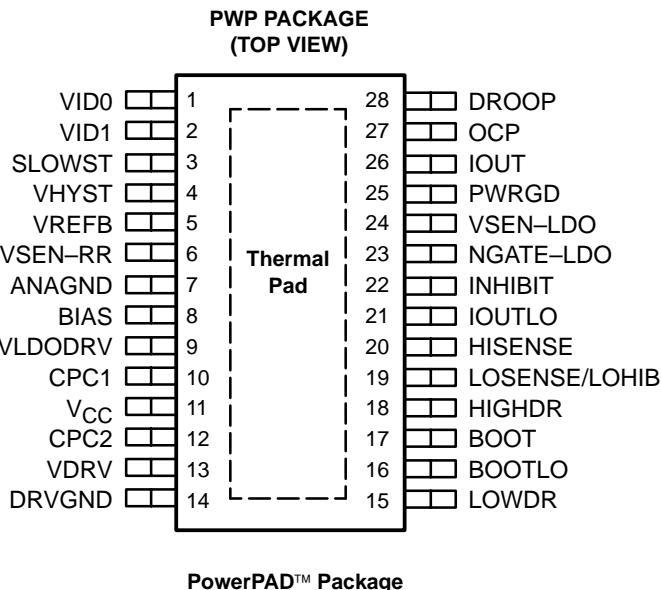 PWP PACKAGE
(TOP VIEW)
VID0 1 28 DROOP
VID1 2 27 OCP
SLOWST 3 26 IOUT
VHYST 4 25 PWRGD
VREFB 5 24 VSEN–LDO
VSEN–RR 6 23 NGATE–LDO
ANAGND 7 22 INHIBIT
BIAS 8 21 IOUTLO
VLDODRV 9 20 HISENSE
CPC1 10 19 LOSENSE/LOHIB
VCC 11 18 HIGHDR
CPC2 12 17 BOOT
VDRV 13 16 BOOTLO
DRVGND 14 15 LOWDR
Thermal
Pad
PowerPAD™ Package